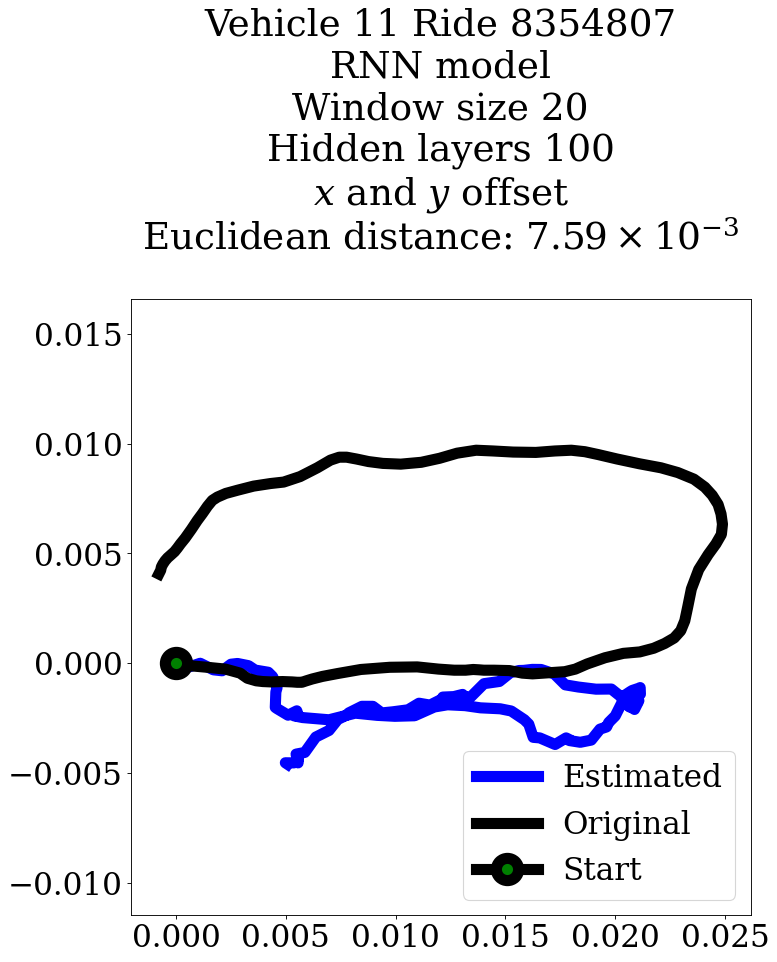 Vehicle 11 Ride 8354807
RNN model
Window size 20
Hidden layers 100
x and y offset
Euclidean distance: 7.59 × 10⁻³
0.015
0.010
0.005
0.000
−0.005
−0.010
Estimated
Original
Start
0.000 0.005 0.010 0.015 0.020 0.025